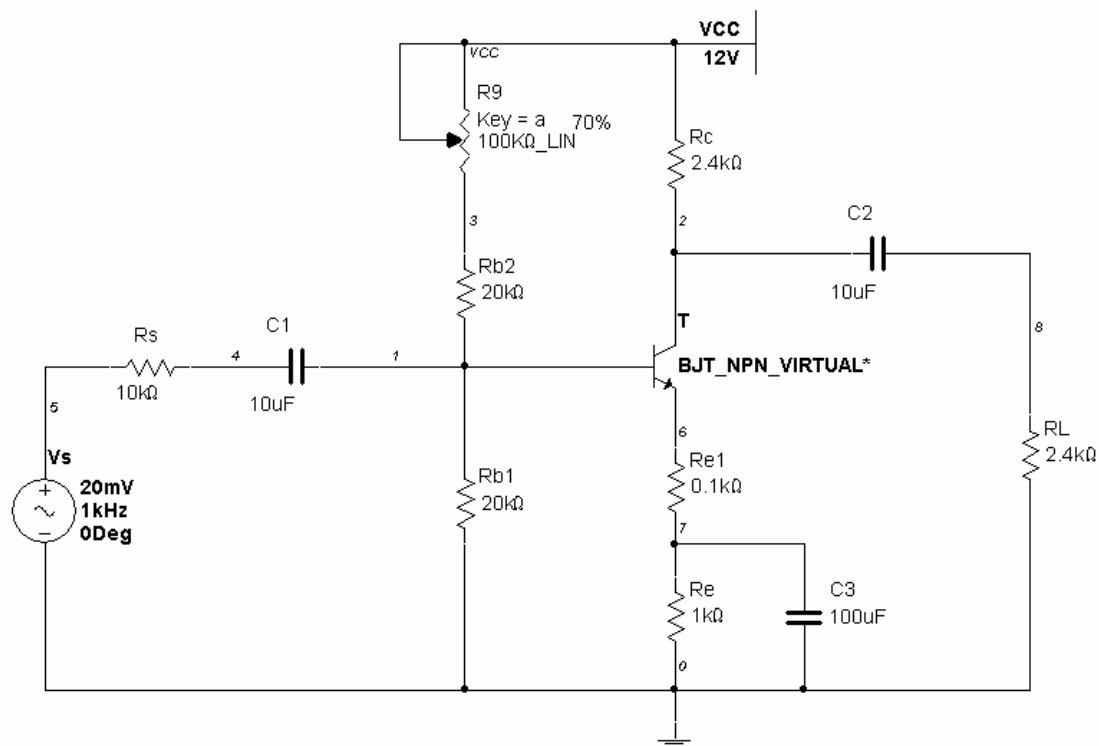 VCC
12V
VCC
R9
Key = a 70%
100KΩ_LIN
Rc
2.4kΩ
3
2
C2
10uF
Rb2
20kΩ
T
8
Rs
10kΩ
4
C1
10uF
1
BJT_NPN_VIRTUAL*
5
6
RL
2.4kΩ
Vs
20mV
1kHz
0Deg
Rb1
20kΩ
Re1
0.1kΩ
7
Re
1kΩ
C3
100uF
0